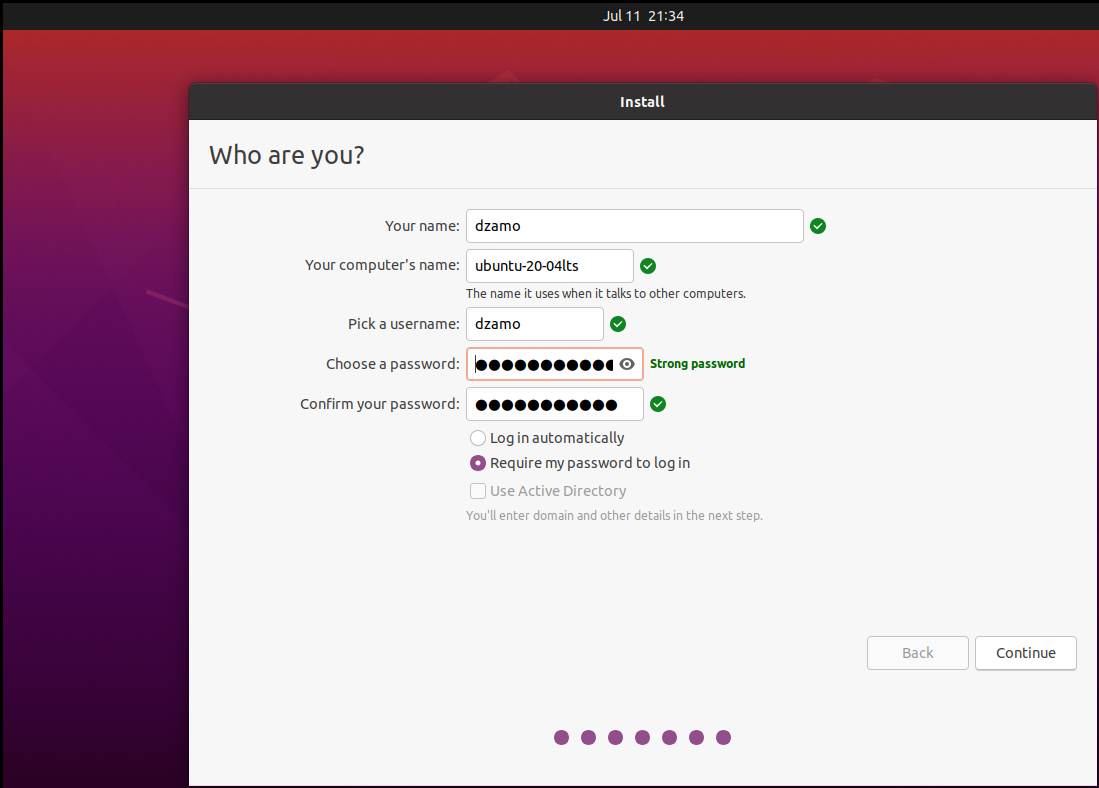 Jul 11 21:34
Install
Who are you?
Your name: dzamo
Your computer's name: ubuntu-20-04lts
The name it uses when it talks to other computers.
Pick a username: dzamo
Choose a password: ●●●●●●●●●●● Strong password
Confirm your password: ●●●●●●●●●●●
Log in automatically
Require my password to log in
Use Active Directory
You'll enter domain and other details in the next step.
Back Continue